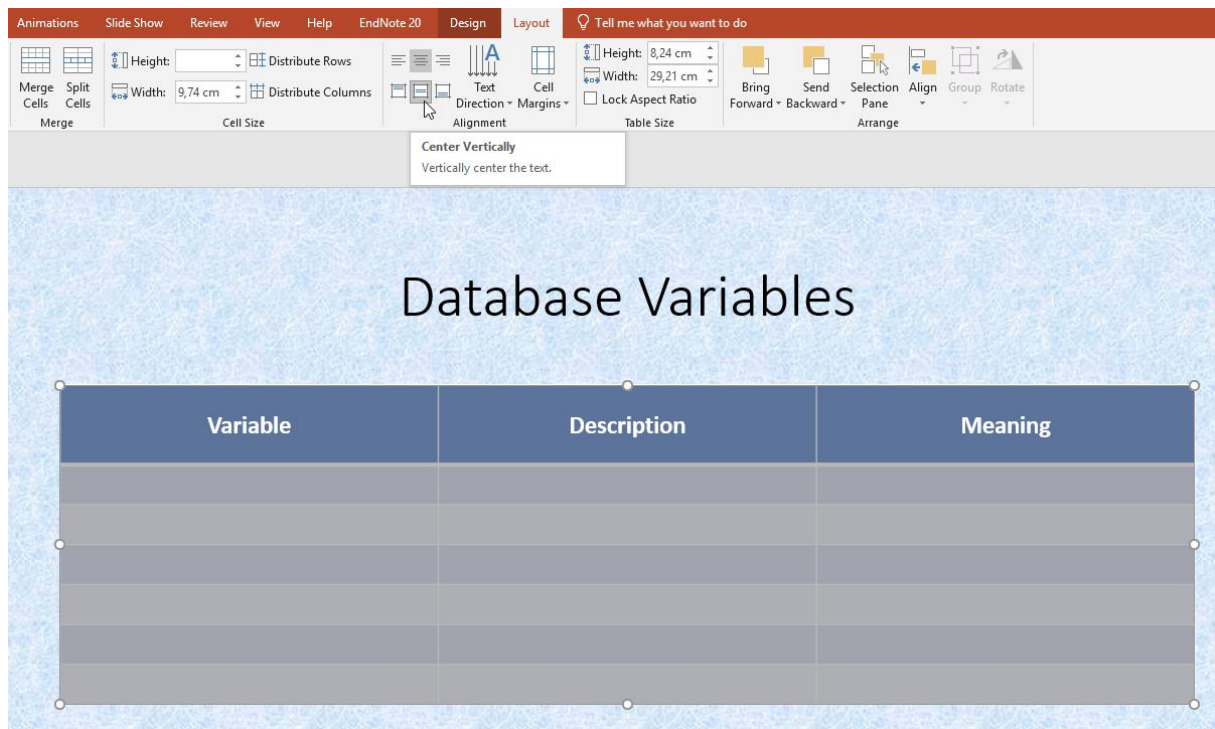 Animations Slide Show Review View Help EndNote 20 Design Layout Tell me what you want to do
Merge Cells
Split Cells
Merge
Height:
Width: 9,74 cm
Distribute Rows
Distribute Columns
Cell Size
Text Direction
Cell Margins
Alignment
Height: 8,24 cm
Width: 29,21 cm
Lock Aspect Ratio
Table Size
Bring Forward
Send Backward
Selection Pane
Align
Group
Rotate
Arrange
Center Vertically
Vertically center the text.
Database Variables
Variable Description Meaning